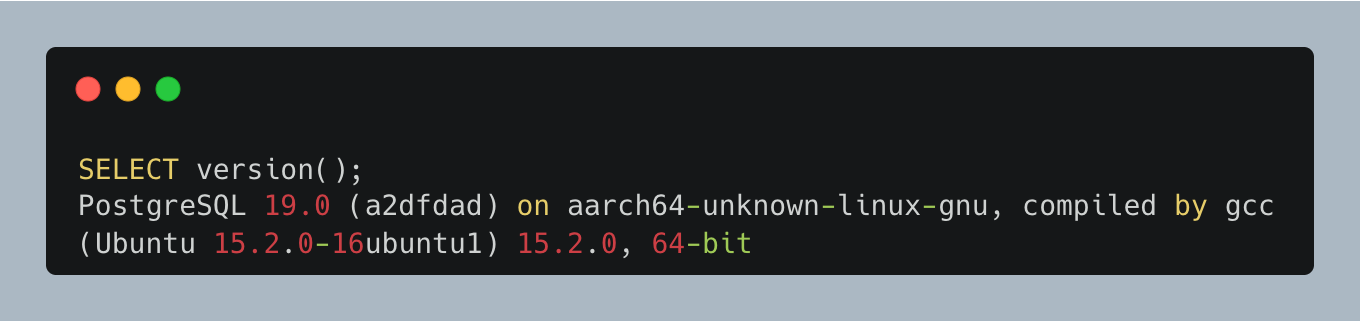 SELECT version();
PostgreSQL 19.0 (a2dfdad) on aarch64-unknown-linux-gnu, compiled by gcc
(Ubuntu 15.2.0-16ubuntu1) 15.2.0, 64-bit